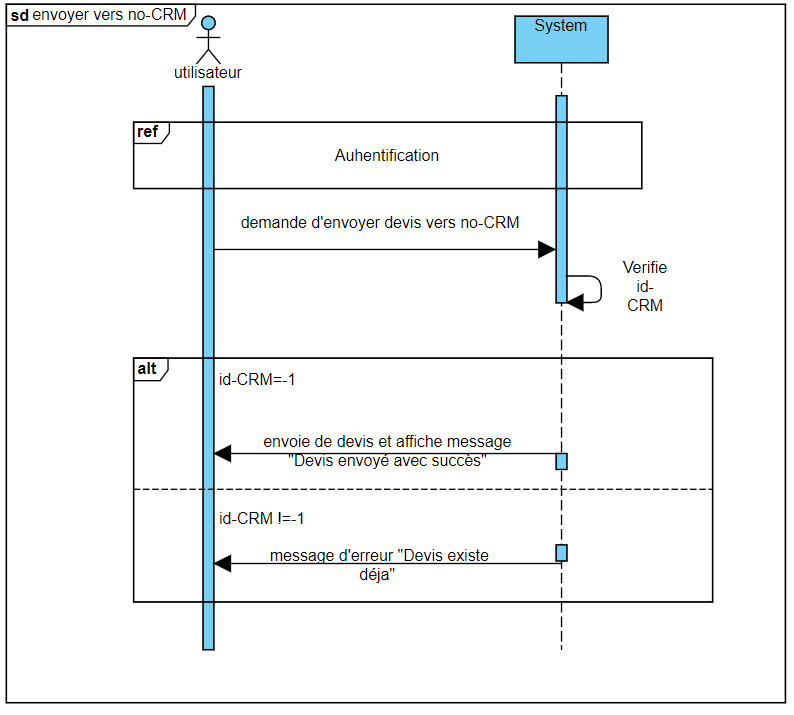 sd envoyer vers no-CRM
System
utilisateur
ref
Auhentification
demande d'envoyer devis vers no-CRM
Verifie
id-
CRM
alt
id-CRM=-1
envoie de devis et affiche message
"Devis envoyé avec succès"
id-CRM !=-1
message d'erreur "Devis existe
déja"